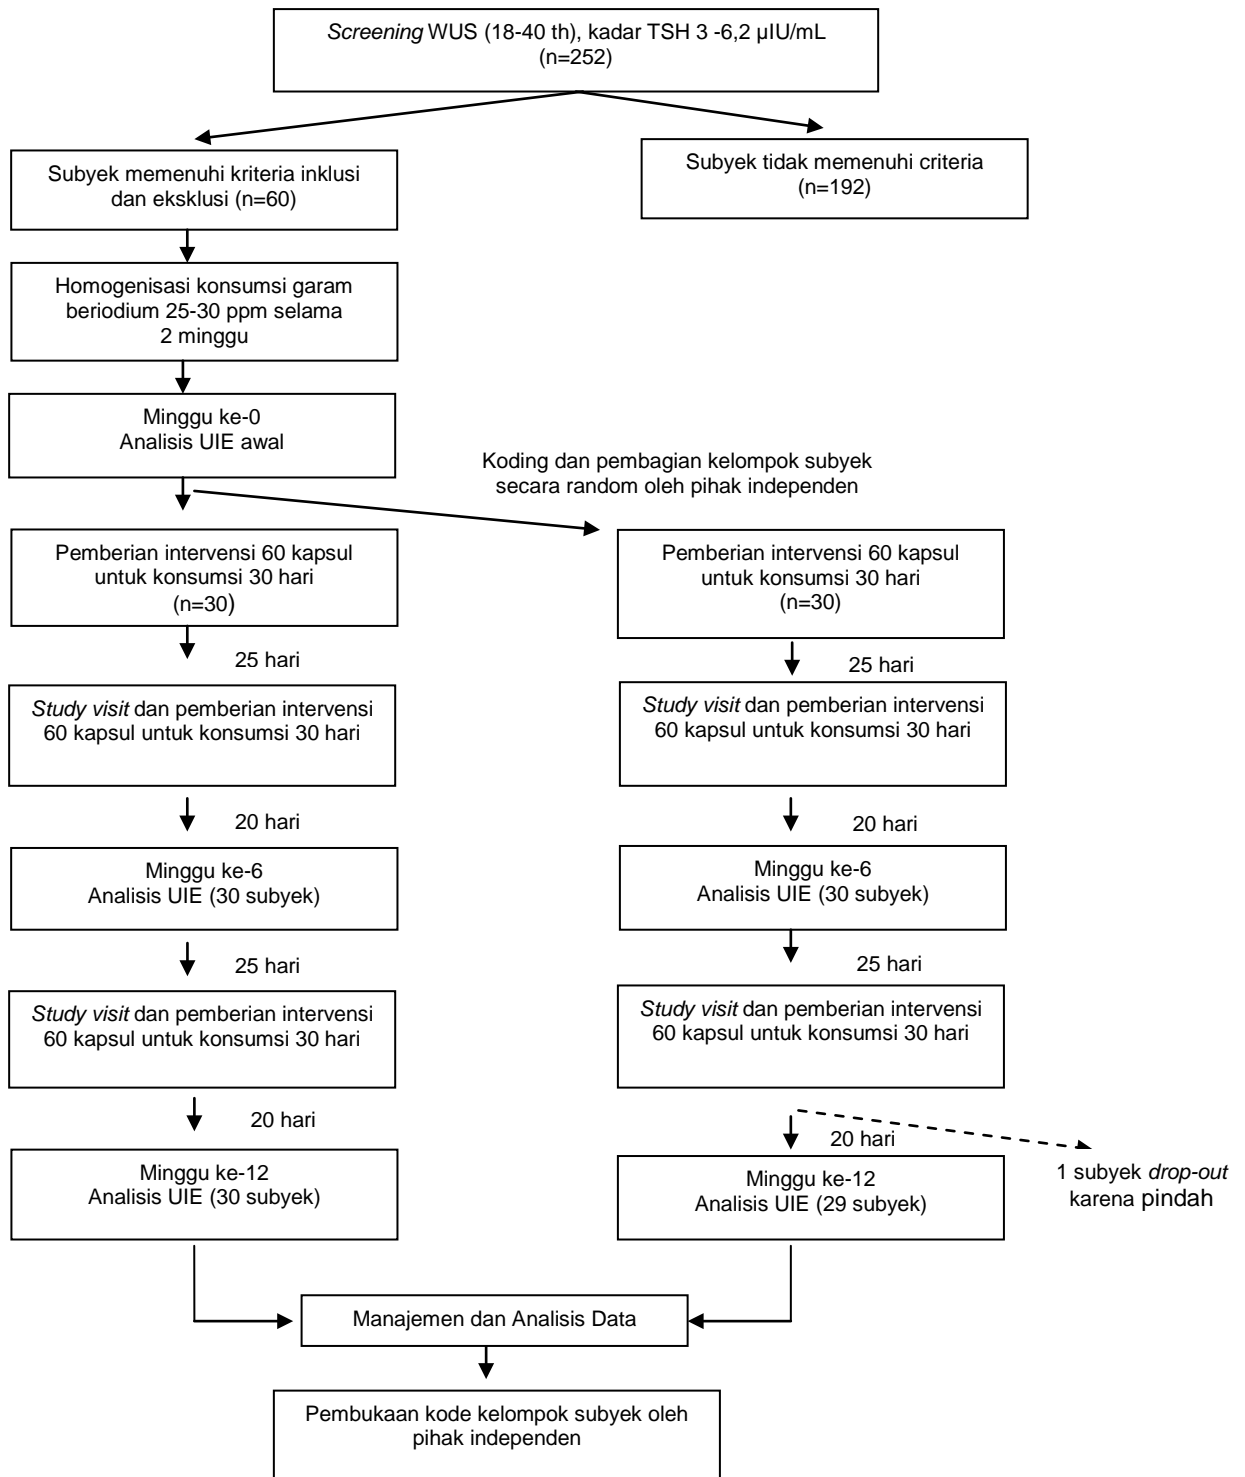 Screening WUS (18-40 th), kadar TSH 3 -6,2 µIU/mL
(n=252)
Subyek memenuhi kriteria inklusi
dan eksklusi (n=60)
Subyek tidak memenuhi criteria
(n=192)
Homogenisasi konsumsi garam
beriodium 25-30 ppm selama
2 minggu
Minggu ke-0
Analisis UIE awal
Koding dan pembagian kelompok subyek
secara random oleh pihak independen
Pemberian intervensi 60 kapsul
untuk konsumsi 30 hari
(n=30)
Pemberian intervensi 60 kapsul
untuk konsumsi 30 hari
(n=30)
25 hari
25 hari
Study visit dan pemberian intervensi
60 kapsul untuk konsumsi 30 hari
Study visit dan pemberian intervensi
60 kapsul untuk konsumsi 30 hari
20 hari
20 hari
Minggu ke-6
Analisis UIE (30 subyek)
Minggu ke-6
Analisis UIE (30 subyek)
25 hari
25 hari
Study visit dan pemberian intervensi
60 kapsul untuk konsumsi 30 hari
Study visit dan pemberian intervensi
60 kapsul untuk konsumsi 30 hari
20 hari
20 hari
Minggu ke-12
Analisis UIE (30 subyek)
Minggu ke-12
Analisis UIE (29 subyek)
1 subyek drop-out
karena pindah
Manajemen dan Analisis Data
Pembukaan kode kelompok subyek oleh
pihak independen